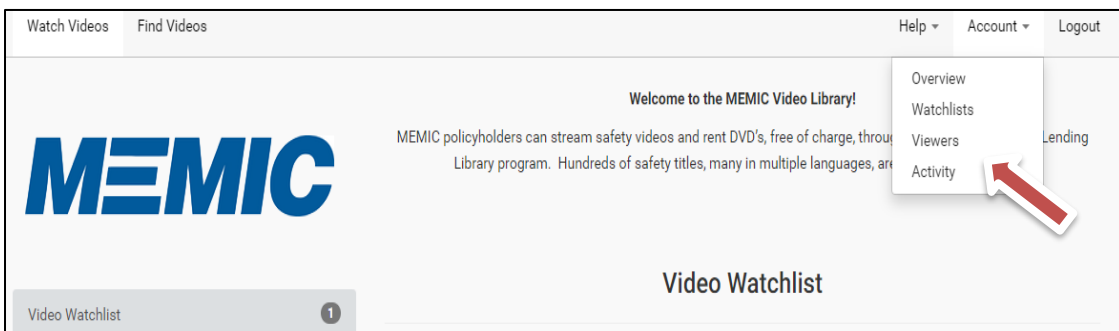 Watch Videos Find Videos Help Account Logout
Overview
Watchlists
Viewers
Activity
Welcome to the MEMIC Video Library!
MEMIC policyholders can stream safety videos and rent DVD's, free of charge, Lending
Library program. Hundreds of safety titles, many in multiple languages,
MEMIC
Video Watchlist
Video Watchlist 1